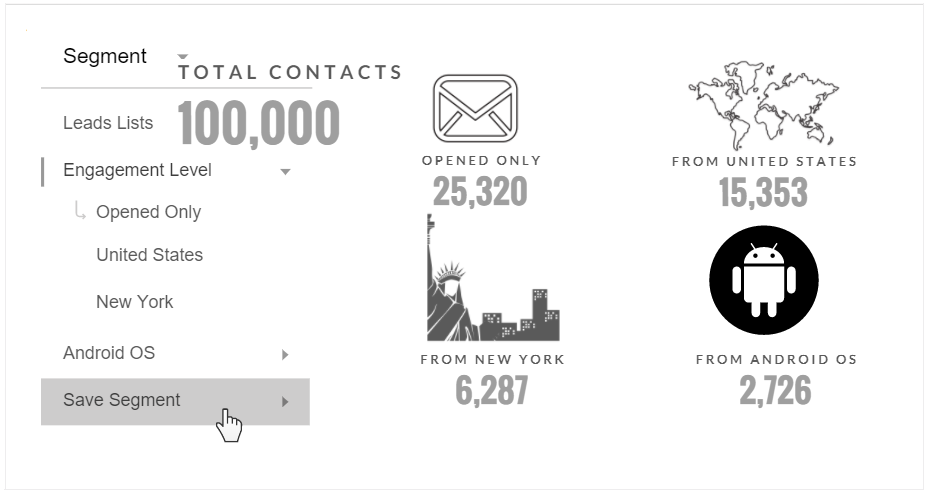 Segment
TOTAL CONTACTS
100,000
Leads Lists
Engagement Level
Opened Only
United States
New York
Android OS
Save Segment
OPENED ONLY
25,320
FROM UNITED STATES
15,353
FROM NEW YORK
6,287
FROM ANDROID OS
2,726